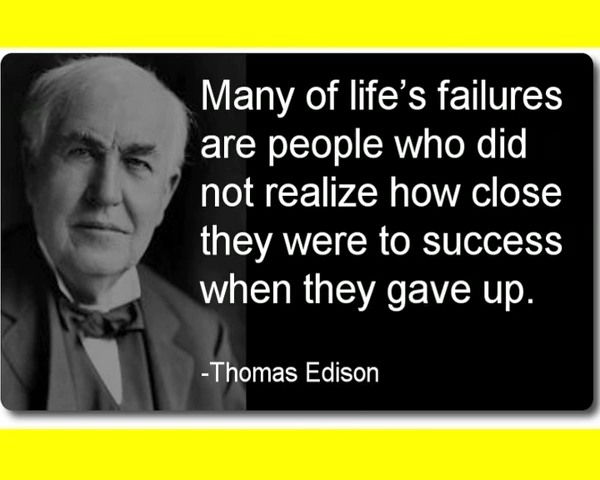 Many of life’s failures
are people who did
not realize how close
they were to success
when they gave up.
-Thomas Edison